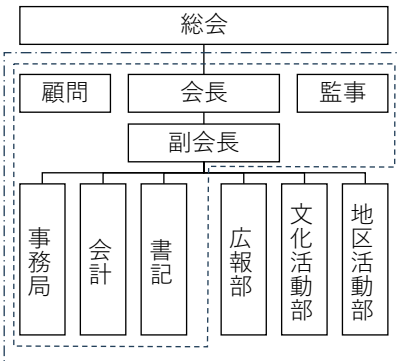 総会
顧問
会長
監事
副会長
事務局
会計
書記
広報部
文化活動部
地区活動部